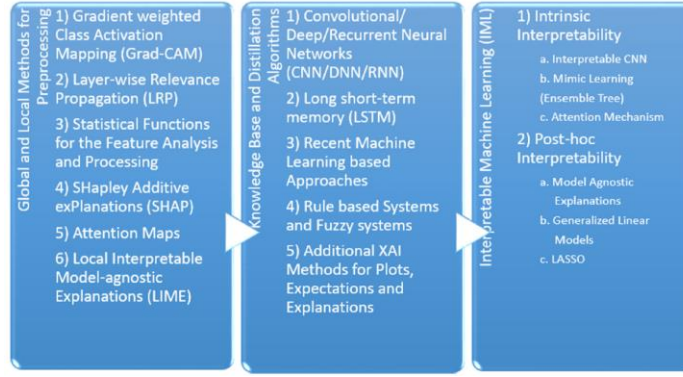 Global and Local Methods for
Preprocessing
1) Gradient weighted
Class Activation
Mapping (Grad-CAM)
2) Layer-wise Relevance
Propagation (LRP)
3) Statistical Functions
for the Feature Analysis
and Processing
4) SHapley Additive
exPlanations (SHAP)
5) Attention Maps
6) Local Interpretable
Model-agnostic
Explanations (LIME)
Knowledge Base and Distillation
Algorithms
1) Convolutional/
Deep/Recurrent Neural
Networks
(CNN/DNN/RNN)
2) Long short-term
memory (LSTM)
3) Recent Machine
Learning based
Approaches
4) Rule based Systems
and Fuzzy systems
5) Additional XAI
Methods for Plots,
Expectations and
Explanations
Interpretable Machine Learning (IML)
1) Intrinsic
Interpretability
a. Interpretable CNN
b. Mimic Learning
(Ensemble Tree)
c. Attention Mechanism
2) Post-hoc
Interpretability
a. Model Agnostic
Explanations
b. Generalized Linear
Models
c. LASSO